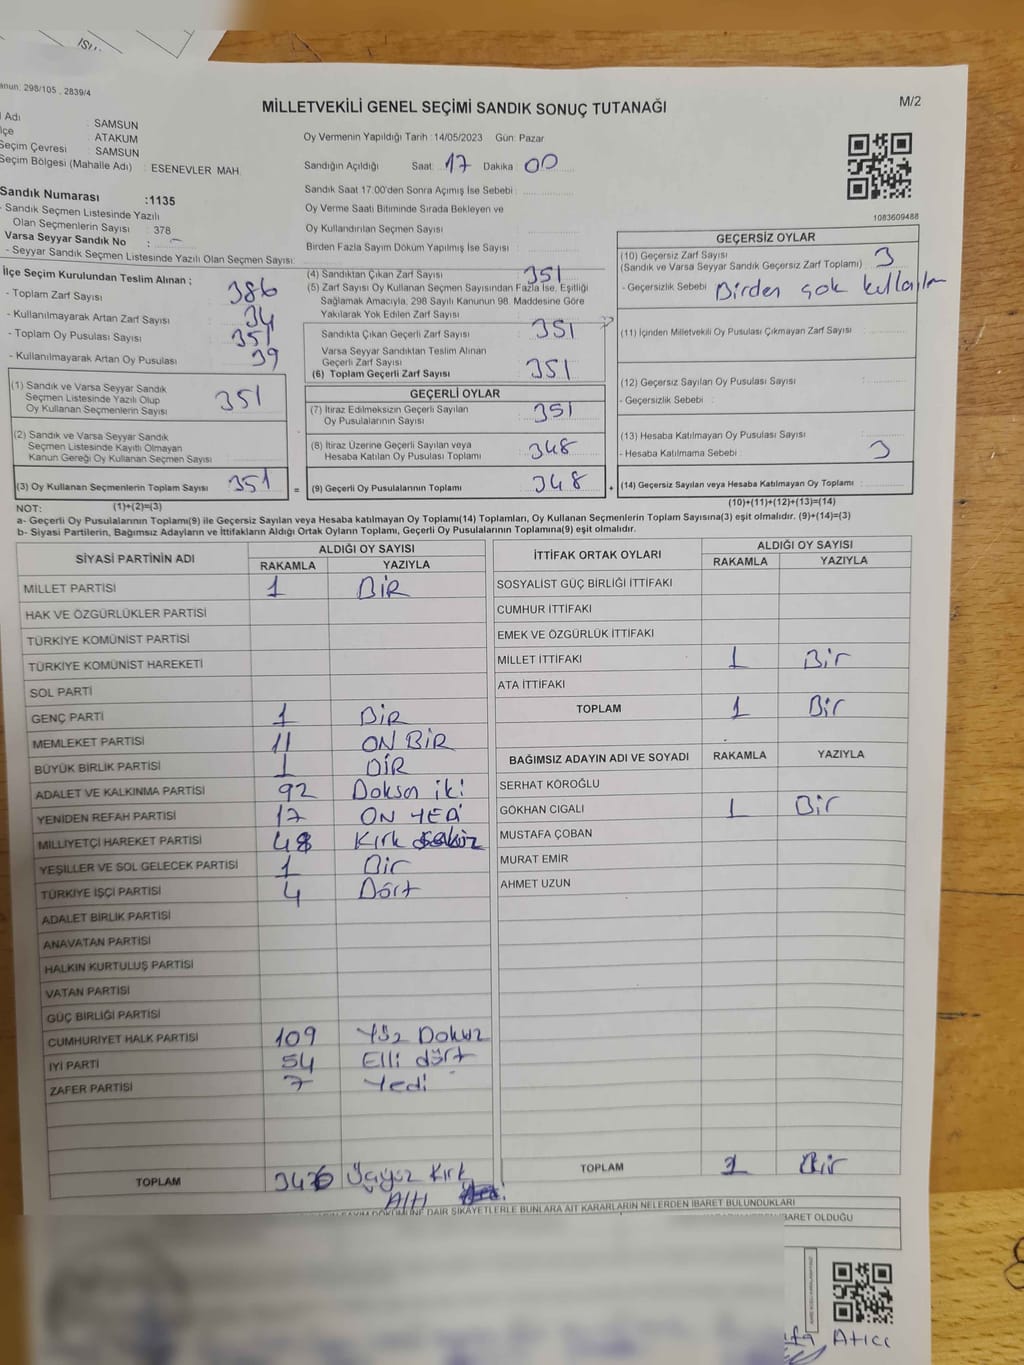 ISU
anun: 298/105 , 2839/4
MİLLETVEKİLİ GENEL SEÇİMİ SANDIK SONUÇ TUTANAĞI
M/2
Adı : SAMSUN
lçe : ATAKUM
Seçim Çevresi : SAMSUN
Seçim Bölgesi (Mahalle Adı) : ESENEVLER MAH.
Sandık Numarası :1135
- Sandık Seçmen Listesinde Yazılı
Olan Seçmenlerin Sayısı : 378
Varsa Seyyar Sandık No : -
- Seyyar Sandık Seçmen Listesinde Yazılı Olan Seçmen Sayısı:
Oy Vermenin Yapıldığı Tarih :14/05/2023 Gün: Pazar
Sandığın Açıldığı Saat: 17 Dakika: 00
Sandık Saat 17:00'den Sonra Açılmış İse Sebebi :
Oy Verme Saati Bitiminde Sırada Bekleyen ve
Oy Kullandırılan Seçmen Sayısı :
Birden Fazla Sayım Döküm Yapılmış İse Sayısı :
1083609488
İlçe Seçim Kurulundan Teslim Alınan ;
- Toplam Zarf Sayısı : 386
- Kullanılmayarak Artan Zarf Sayısı : 34
- Toplam Oy Pusulası Sayısı : 351
- Kullanılmayarak Artan Oy Pusulası : 39
(1) Sandık ve Varsa Seyyar Sandık
Seçmen Listesinde Yazılı Olup
Oy Kullanan Seçmenlerin Sayısı : 351
(2) Sandık ve Varsa Seyyar Sandık
Seçmen Listesinde Kayıtlı Olmayan
Kanun Gereği Oy Kullanan Seçmen Sayısı :
(3) Oy Kullanan Seçmenlerin Toplam Sayısı : 351
(4) Sandıktan Çıkan Zarf Sayısı : 351
(5) Zarf Sayısı Oy Kullanan Seçmen Sayısından Fazla İse, Eşitliği
Sağlamak Amacıyla, 298 Sayılı Kanunun 98. Maddesine Göre
Yakılarak Yok Edilen Zarf Sayısı :
Sandıkta Çıkan Geçerli Zarf Sayısı : 351
Varsa Seyyar Sandıktan Teslim Alınan
Geçerli Zarf Sayısı :
(6) Toplam Geçerli Zarf Sayısı : 351
GEÇERLİ OYLAR
(7) İtiraz Edilmeksizin Geçerli Sayılan
Oy Pusulalarının Sayısı : 351
(8) İtiraz Üzerine Geçerli Sayılan veya
Hesaba Katılan Oy Pusulası Toplamı : 348
= (9) Geçerli Oy Pusulalarının Toplamı : 348
GEÇERSİZ OYLAR
(10) Geçersiz Zarf Sayısı : 3
(Sandık ve Varsa Seyyar Sandık Geçersiz Zarf Toplamı)
- Geçersizlik Sebebi : Birden çok
(11) İçinden Milletvekili Oy Pusulası Çıkmayan Zarf Sayısı :
(12) Geçersiz Sayılan Oy Pusulası Sayısı :
- Geçersizlik Sebebi :
(13) Hesaba Katılmayan Oy Pusulası Sayısı :
- Hesaba Katılmama Sebebi : 3
+ (14) Geçersiz Sayılan veya Hesaba Katılmayan Oy Toplamı :
NOT: (1)+(2)=(3)
(10)+(11)+(12)+(13)=(14)
a- Geçerli Oy Pusulalarının Toplamı(9) ile Geçersiz Sayılan veya Hesaba katılmayan Oy Toplamı(14) Toplamları, Oy Kullanan Seçmenlerin Toplam Sayısına(3) eşit olmalıdır. (9)+(14)=(3)
b- Siyasi Partilerin, Bağımsız Adayların ve İttifakların Aldığı Ortak Oyların Toplamı, Geçerli Oy Pusulalarının Toplamına(9) eşit olmalıdır.
SİYASİ PARTİNİN ADI ALDIĞI OY SAYISI
RAKAMLA YAZIYLA
MİLLET PARTİSİ 1 BİR
HAK VE ÖZGÜRLÜKLER PARTİSİ
TÜRKİYE KOMÜNİST PARTİSİ
TÜRKİYE KOMÜNİST HAREKETİ
SOL PARTİ
GENÇ PARTİ 1 BİR
MEMLEKET PARTİSİ 11 ON BİR
BÜYÜK BİRLİK PARTİSİ 1 BİR
ADALET VE KALKINMA PARTİSİ 92 Doksan iki
YENİDEN REFAH PARTİSİ 17 ON YEDİ
MİLLİYETÇİ HAREKET PARTİSİ 48 Kırk sekiz
YEŞİLLER VE SOL GELECEK PARTİSİ 1 Bir
TÜRKİYE İŞÇİ PARTİSİ 4 Dört
ADALET BİRLİK PARTİSİ
ANAVATAN PARTİSİ
HALKIN KURTULUŞ PARTİSİ
VATAN PARTİSİ
GÜÇ BİRLİĞİ PARTİSİ
CUMHURİYET HALK PARTİSİ 109 Yüz Dokuz
İYİ PARTİ 54 Elli dört
ZAFER PARTİSİ 7 Yedi
TOPLAM 346 Üçyüz Kırk
Altı
İTTİFAK ORTAK OYLARI ALDIĞI OY SAYISI
RAKAMLA YAZIYLA
SOSYALİST GÜÇ BİRLİĞİ İTTİFAKI
CUMHUR İTTİFAKI
EMEK VE ÖZGÜRLÜK İTTİFAKI
MİLLET İTTİFAKI 1 Bir
ATA İTTİFAKI
TOPLAM 1 Bir
BAĞIMSIZ ADAYIN ADI VE SOYADI RAKAMLA YAZIYLA
SERHAT KÖROĞLU
GÖKHAN CIGALI 1 Bir
MUSTAFA ÇOBAN
MURAT EMİR
AHMET UZUN
TOPLAM 1 Bir
SAYIM DÖKÜMÜNE DAİR ŞİKAYETLERLE BUNLARA AİT KARARLARIN NELERDEN İBARET BULUNDUKLARI
İBARET OLDUĞU
Atıcı